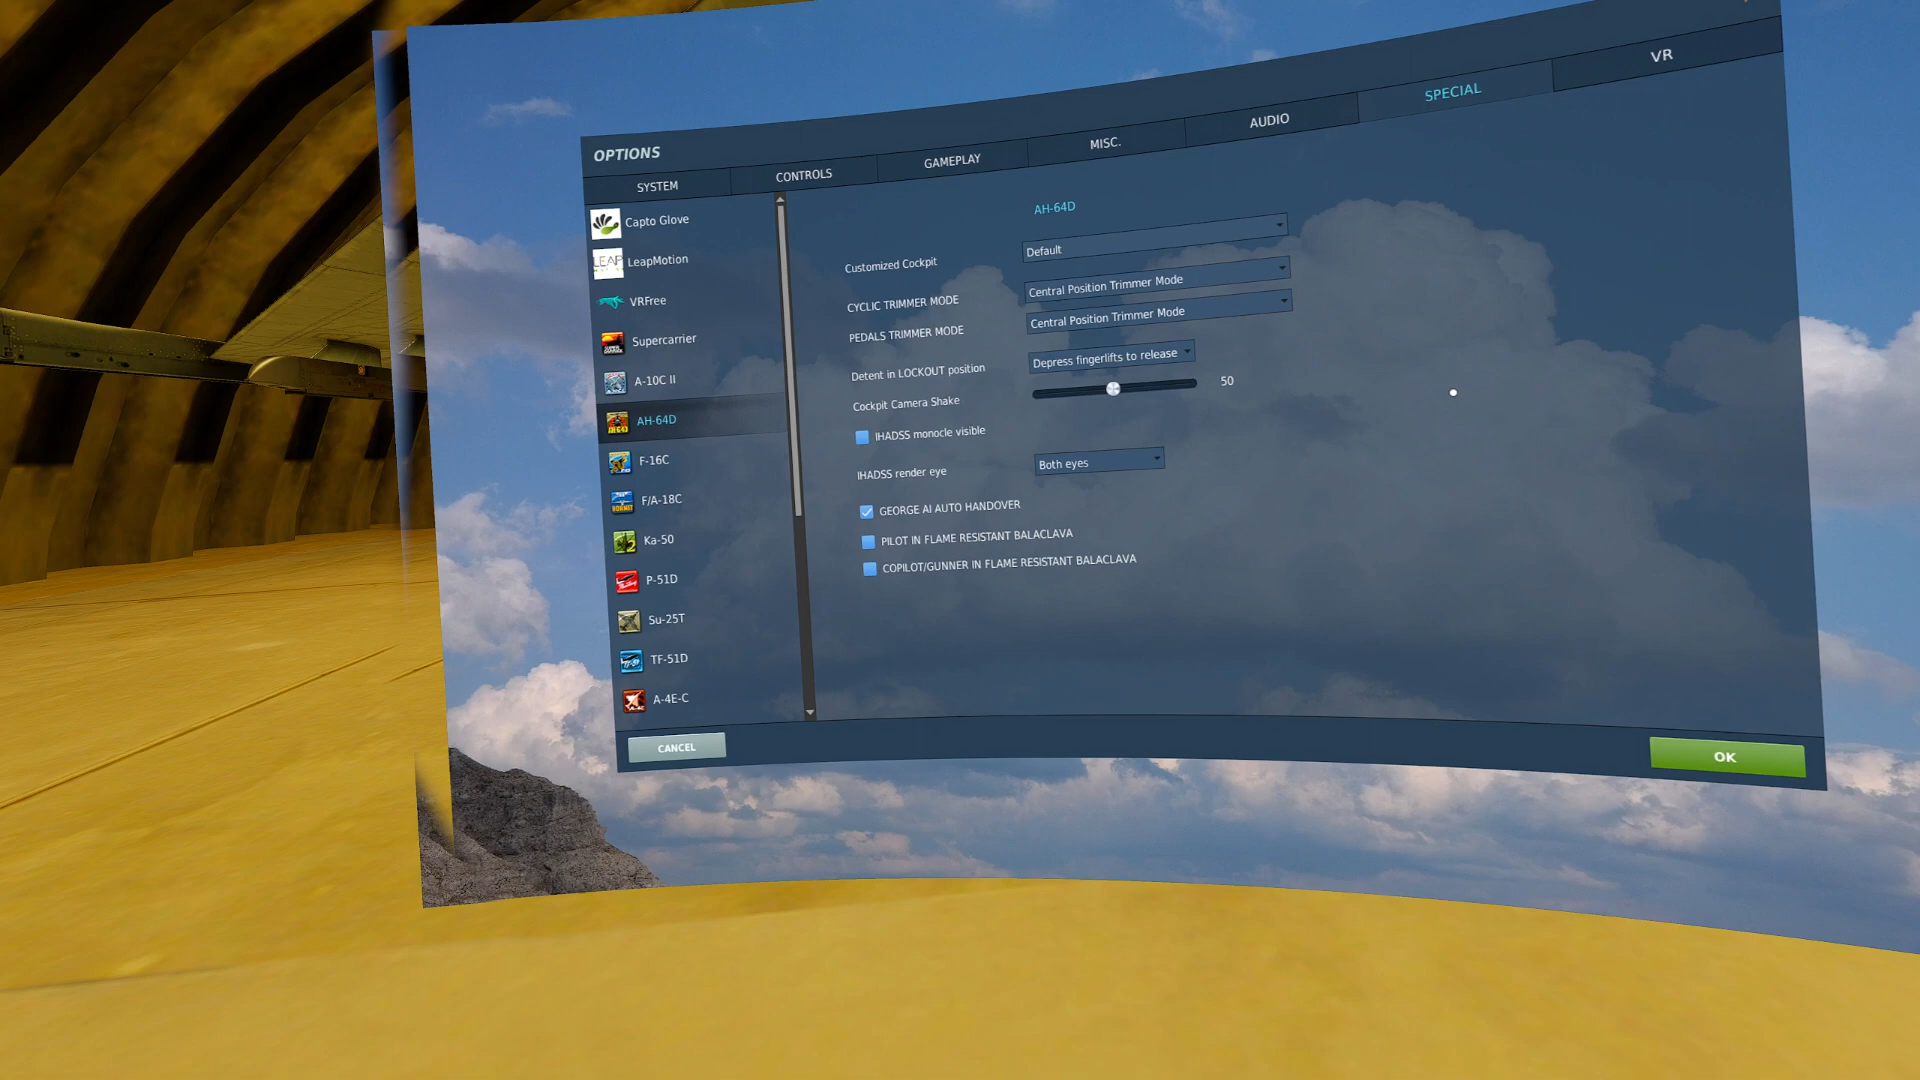 OPTIONS
SYSTEM
CONTROLS
GAMEPLAY
MISC.
AUDIO
SPECIAL
VR
Capto Glove
LEAP
LeapMotion
VRFree
Supercarrier
A-10C II
AH-64D
F-16C
F/A-18C
Ka-50
P-51D
Su-25T
TF-51D
A-4E-C
AH-64D
Customized Cockpit
Default
CYCLIC TRIMMER MODE
Central Position Trimmer Mode
PEDALS TRIMMER MODE
Central Position Trimmer Mode
Detent in LOCKOUT position
Depress fingerlifts to release
Cockpit Camera Shake
50
IHADSS monocle visible
IHADSS render eye
Both eyes
GEORGE AI AUTO HANDOVER
PILOT IN FLAME RESISTANT BALACLAVA
COPILOT/GUNNER IN FLAME RESISTANT BALACLAVA
CANCEL
OK